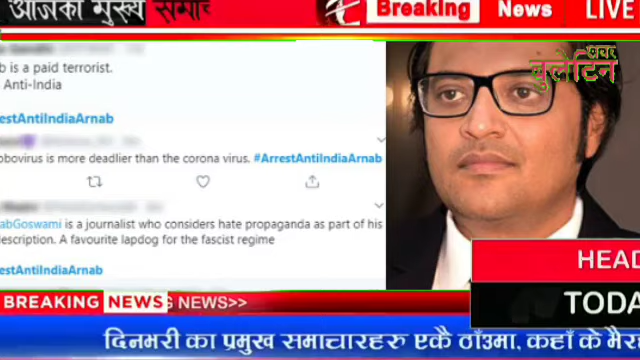 आजका मुख्य समाच
Breaking News LIVE
खबर
बुलेटिन
b is a paid terrorist.
Anti-India
restAntiIndiaArnab
obovirus is more deadlier than the corona virus. #ArrestAntiIndiaArnab
abGoswami is a journalist who considers hate propaganda as part of his
escription. A favourite lapdog for the fascist regime
restAntiIndiaArnab
HEAD
TODA
BREAKING NEWS G NEWS>>
दिनभरी का प्रमुख समाचारहरु एकै ठाँउमा, कहाँ के भैर